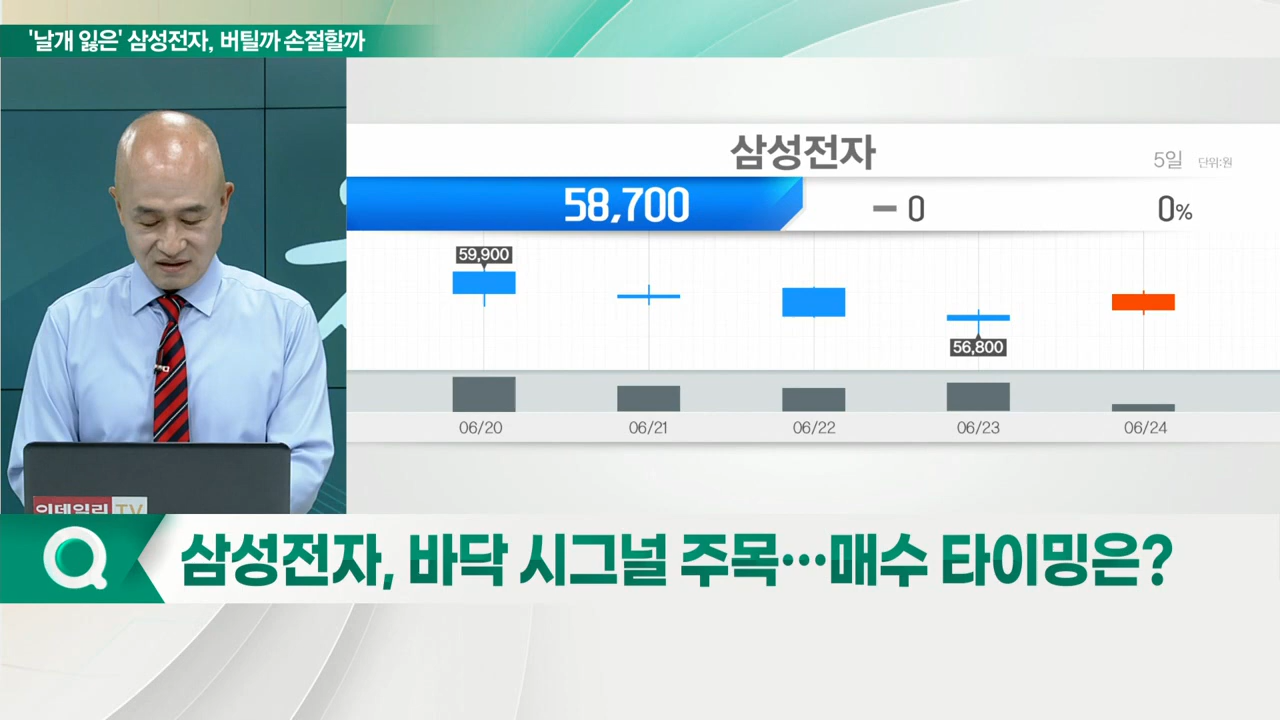 '날개 잃은' 삼성전자, 버틸까 손절할까
삼성전자
5일 단위:원
58,700 0 0%
59,900
56,800
06/20 06/21 06/22 06/23 06/24
이데일리 TV
삼성전자, 바닥 시그널 주목…매수 타이밍은?